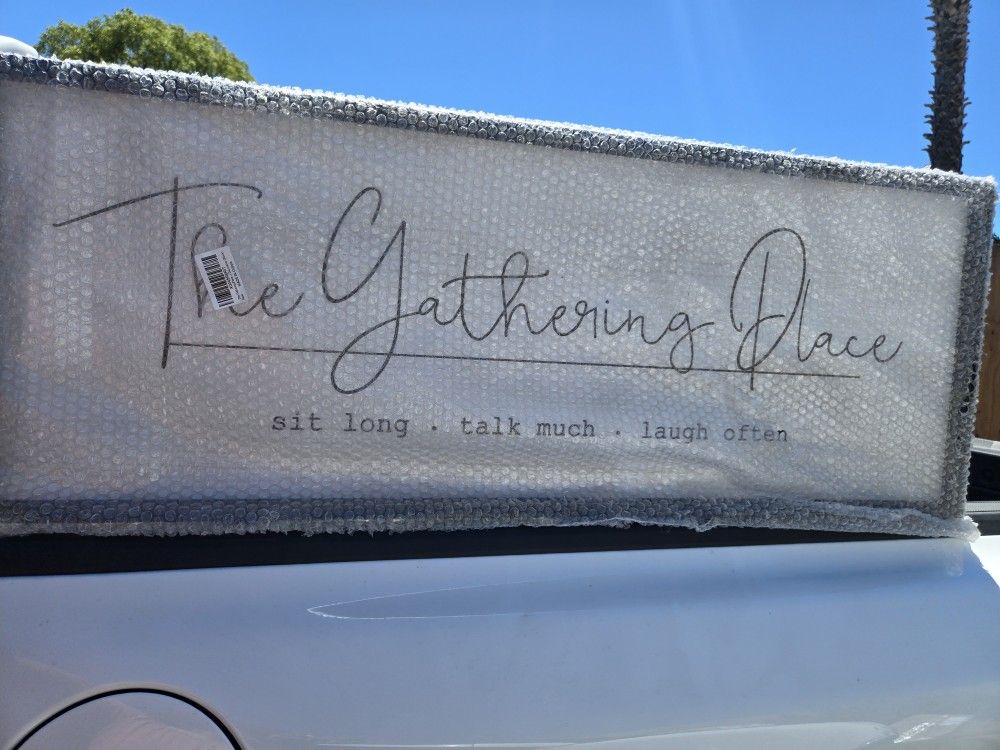 The Gathering Place
sit long . talk much . laugh often